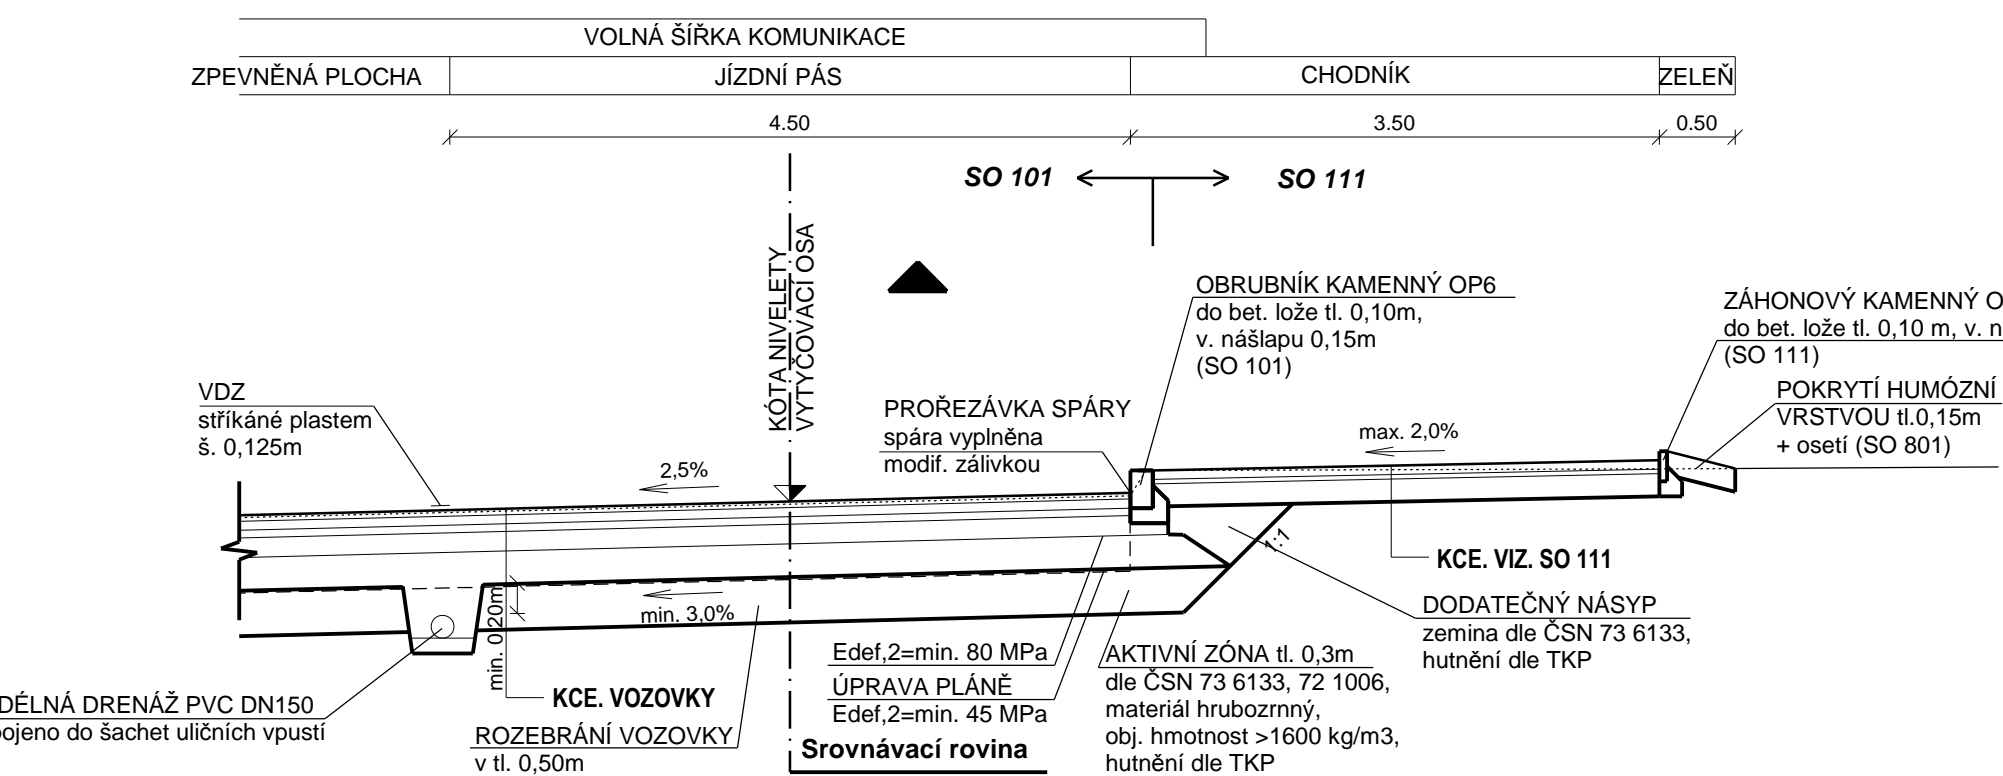 VOLNÁ ŠÍŘKA KOMUNIKACE
ZPEVNĚNÁ PLOCHA
JÍZDNÍ PÁS
CHODNÍK
ZELEŇ
4.50
3.50
0.50
SO 101
SO 111
KÓTA NIVELETY
VYTYČOVACÍ OSA
OBRUBNÍK KAMENNÝ OP6
do bet. lože tl. 0,10m,
v. nášlapu 0,15m
(SO 101)
ZÁHONOVÝ KAMENNÝ O
do bet. lože tl. 0,10 m, v. n
(SO 111)
POKRYTÍ HUMÓZNÍ
VRSTVOU tl.0,15m
+ osetí (SO 801)
VDZ
stříkáné plastem
š. 0,125m
PROŘEZÁVKA SPÁRY
spára vyplněna
modif. zálivkou
max. 2,0%
2,5%
1:1
KCE. VIZ. SO 111
min. 3,0%
min. 0,20m
DODATEČNÝ NÁSYP
zemina dle ČSN 73 6133,
hutnění dle TKP
Edef,2=min. 80 MPa
ÚPRAVA PLÁNĚ
Edef,2=min. 45 MPa
AKTIVNÍ ZÓNA tl. 0,3m
dle ČSN 73 6133, 72 1006,
materiál hrubozrnný,
obj. hmotnost >1600 kg/m3,
hutnění dle TKP
KCE. VOZOVKY
DÉLNÁ DRENÁŽ PVC DN150
ojeno do šachet uličních vpustí
ROZEBRÁNÍ VOZOVKY
v tl. 0,50m
Srovnávací rovina